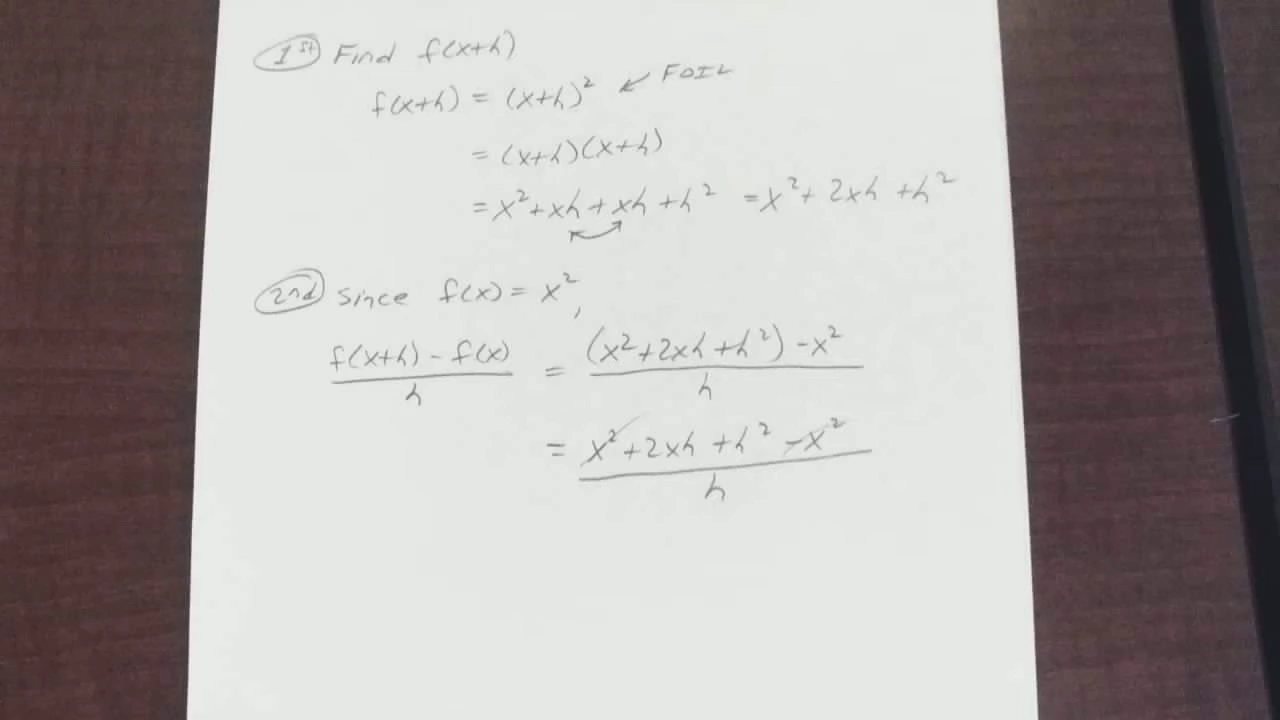 1st Find f(x+h)
f(x+h) = (x+h)² ↙ FOIL
= (x+h)(x+h)
= x² + xh + xh + h² = x² + 2xh + h²
2nd Since f(x) = x²,
f(x+h) - f(x) / h = (x² + 2xh + h²) - x² / h
= x² + 2xh + h² - x² / h